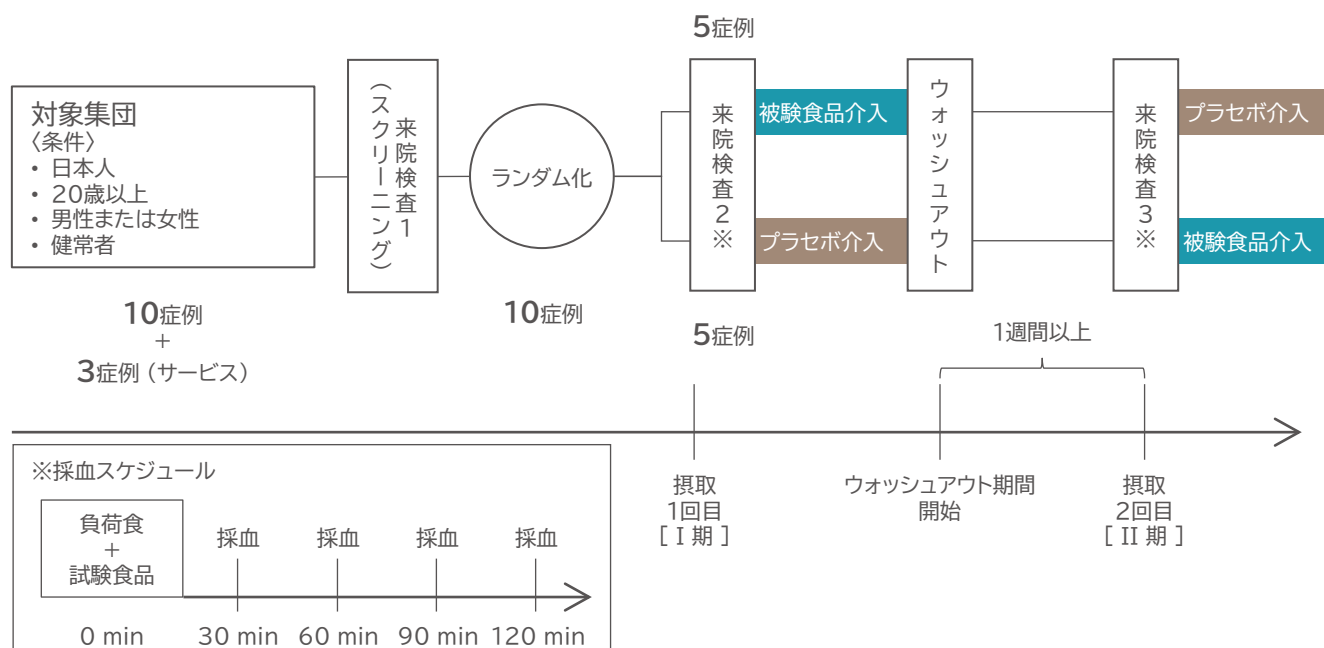 対象集団
〈条件〉
・ 日本人
・ 20歳以上
・ 男性または女性
・ 健常者
10症例
+
3症例（サービス）
来院検査1
（スクリーニング）
ランダム化
10症例
5症例
来院検査2※
5症例
被験食品介入
プラセボ介入
ウォッシュアウト
来院検査3※
プラセボ介入
被験食品介入
1週間以上
摂取
1回目
[ I 期 ]
ウォッシュアウト期間
開始
摂取
2回目
[ II 期 ]
※採血スケジュール
負荷食
+
試験食品
採血
採血
採血
採血
0 min
30 min
60 min
90 min
120 min